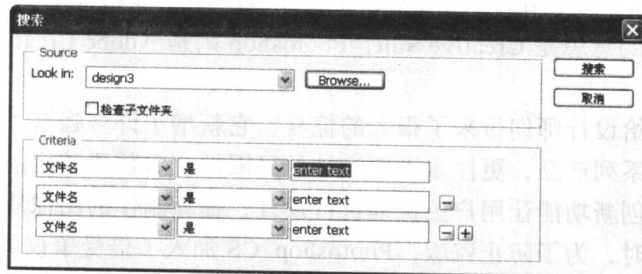 搜索
Source
Look in: design3 Browse... 搜索
取消
检查子文件夹
Criteria
文件名 是 enter text
文件名 是 enter text
文件名 是 enter text